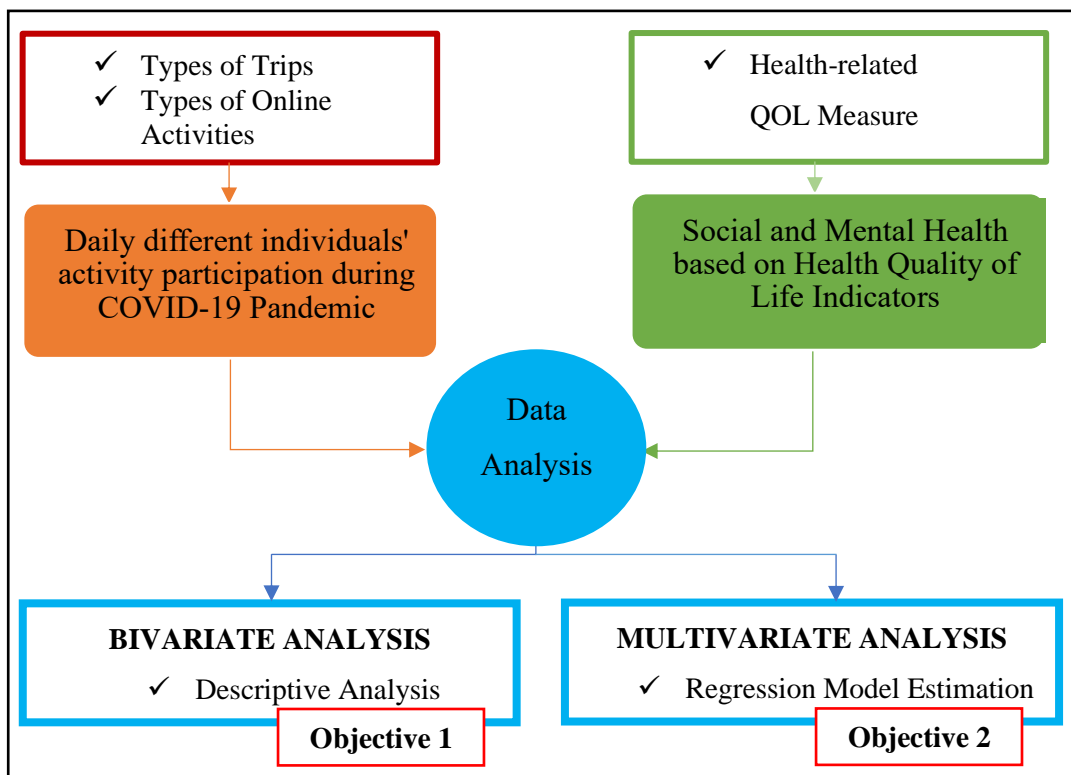 ✓ Types of Trips
✓ Types of Online
Activities
✓ Health-related
QOL Measure
Daily different individuals'
activity participation during
COVID-19 Pandemic
Social and Mental Health
based on Health Quality of
Life Indicators
Data
Analysis
BIVARIATE ANALYSIS
✓ Descriptive Analysis
Objective 1
MULTIVARIATE ANALYSIS
✓ Regression Model Estimation
Objective 2